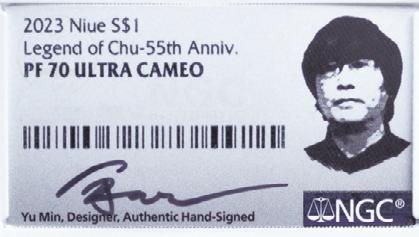 2023 Niue S$1
Legend of Chu-55th Anniv.
PF 70 ULTRA CAMEO
Yu Min, Designer, Authentic Hand-Signed
NGC®